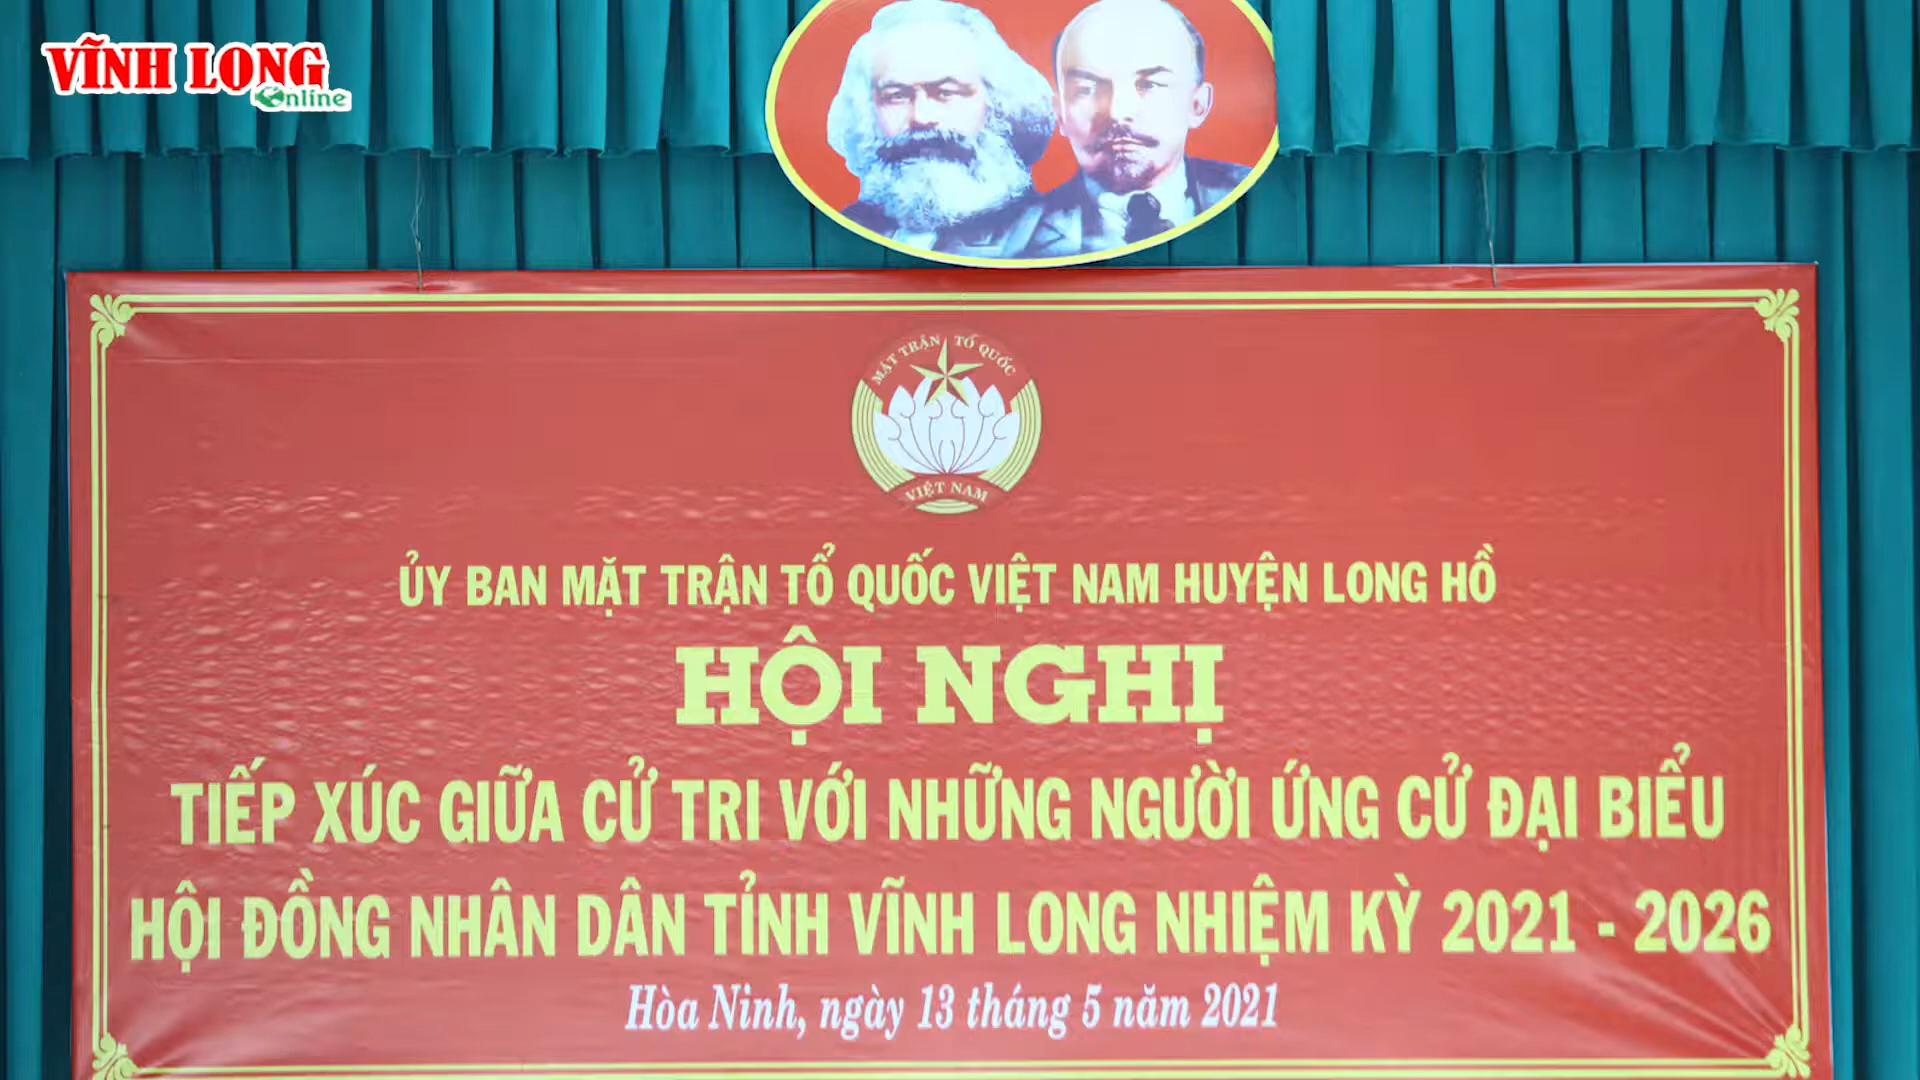 VĨNH LONG
Online
MẶT TRẬN TỔ QUỐC
VIỆT NAM
ỦY BAN MẶT TRẬN TỔ QUỐC VIỆT NAM HUYỆN LONG HỒ
HỘI NGHỊ
TIẾP XÚC GIỮA CỬ TRI VỚI NHỮNG NGƯỜI ỨNG CỬ ĐẠI BIỂU
HỘI ĐỒNG NHÂN DÂN TỈNH VĨNH LONG NHIỆM KỲ 2021 - 2026
Hòa Ninh, ngày 13 tháng 5 năm 2021